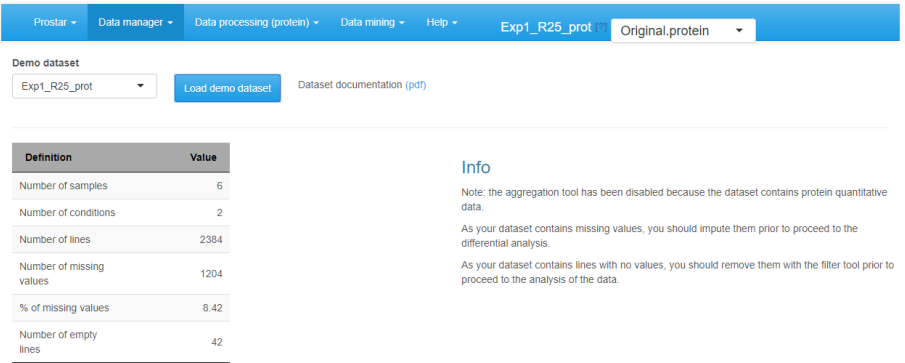 Prostar Data manager Data processing (protein) Data mining Help Exp1_R25_prot [?] Original.protein
Demo dataset
Exp1_R25_prot Load demo dataset Dataset documentation (pdf)
Definition Value
Number of samples 6
Number of conditions 2
Number of lines 2384
Number of missing
values 1204
% of missing values 8.42
Number of empty
lines 42
Info
Note: the aggregation tool has been disabled because the dataset contains protein quantitative
data.
As your dataset contains missing values, you should impute them prior to proceed to the
differential analysis.
As your dataset contains lines with no values, you should remove them with the filter tool prior to
proceed to the analysis of the data.